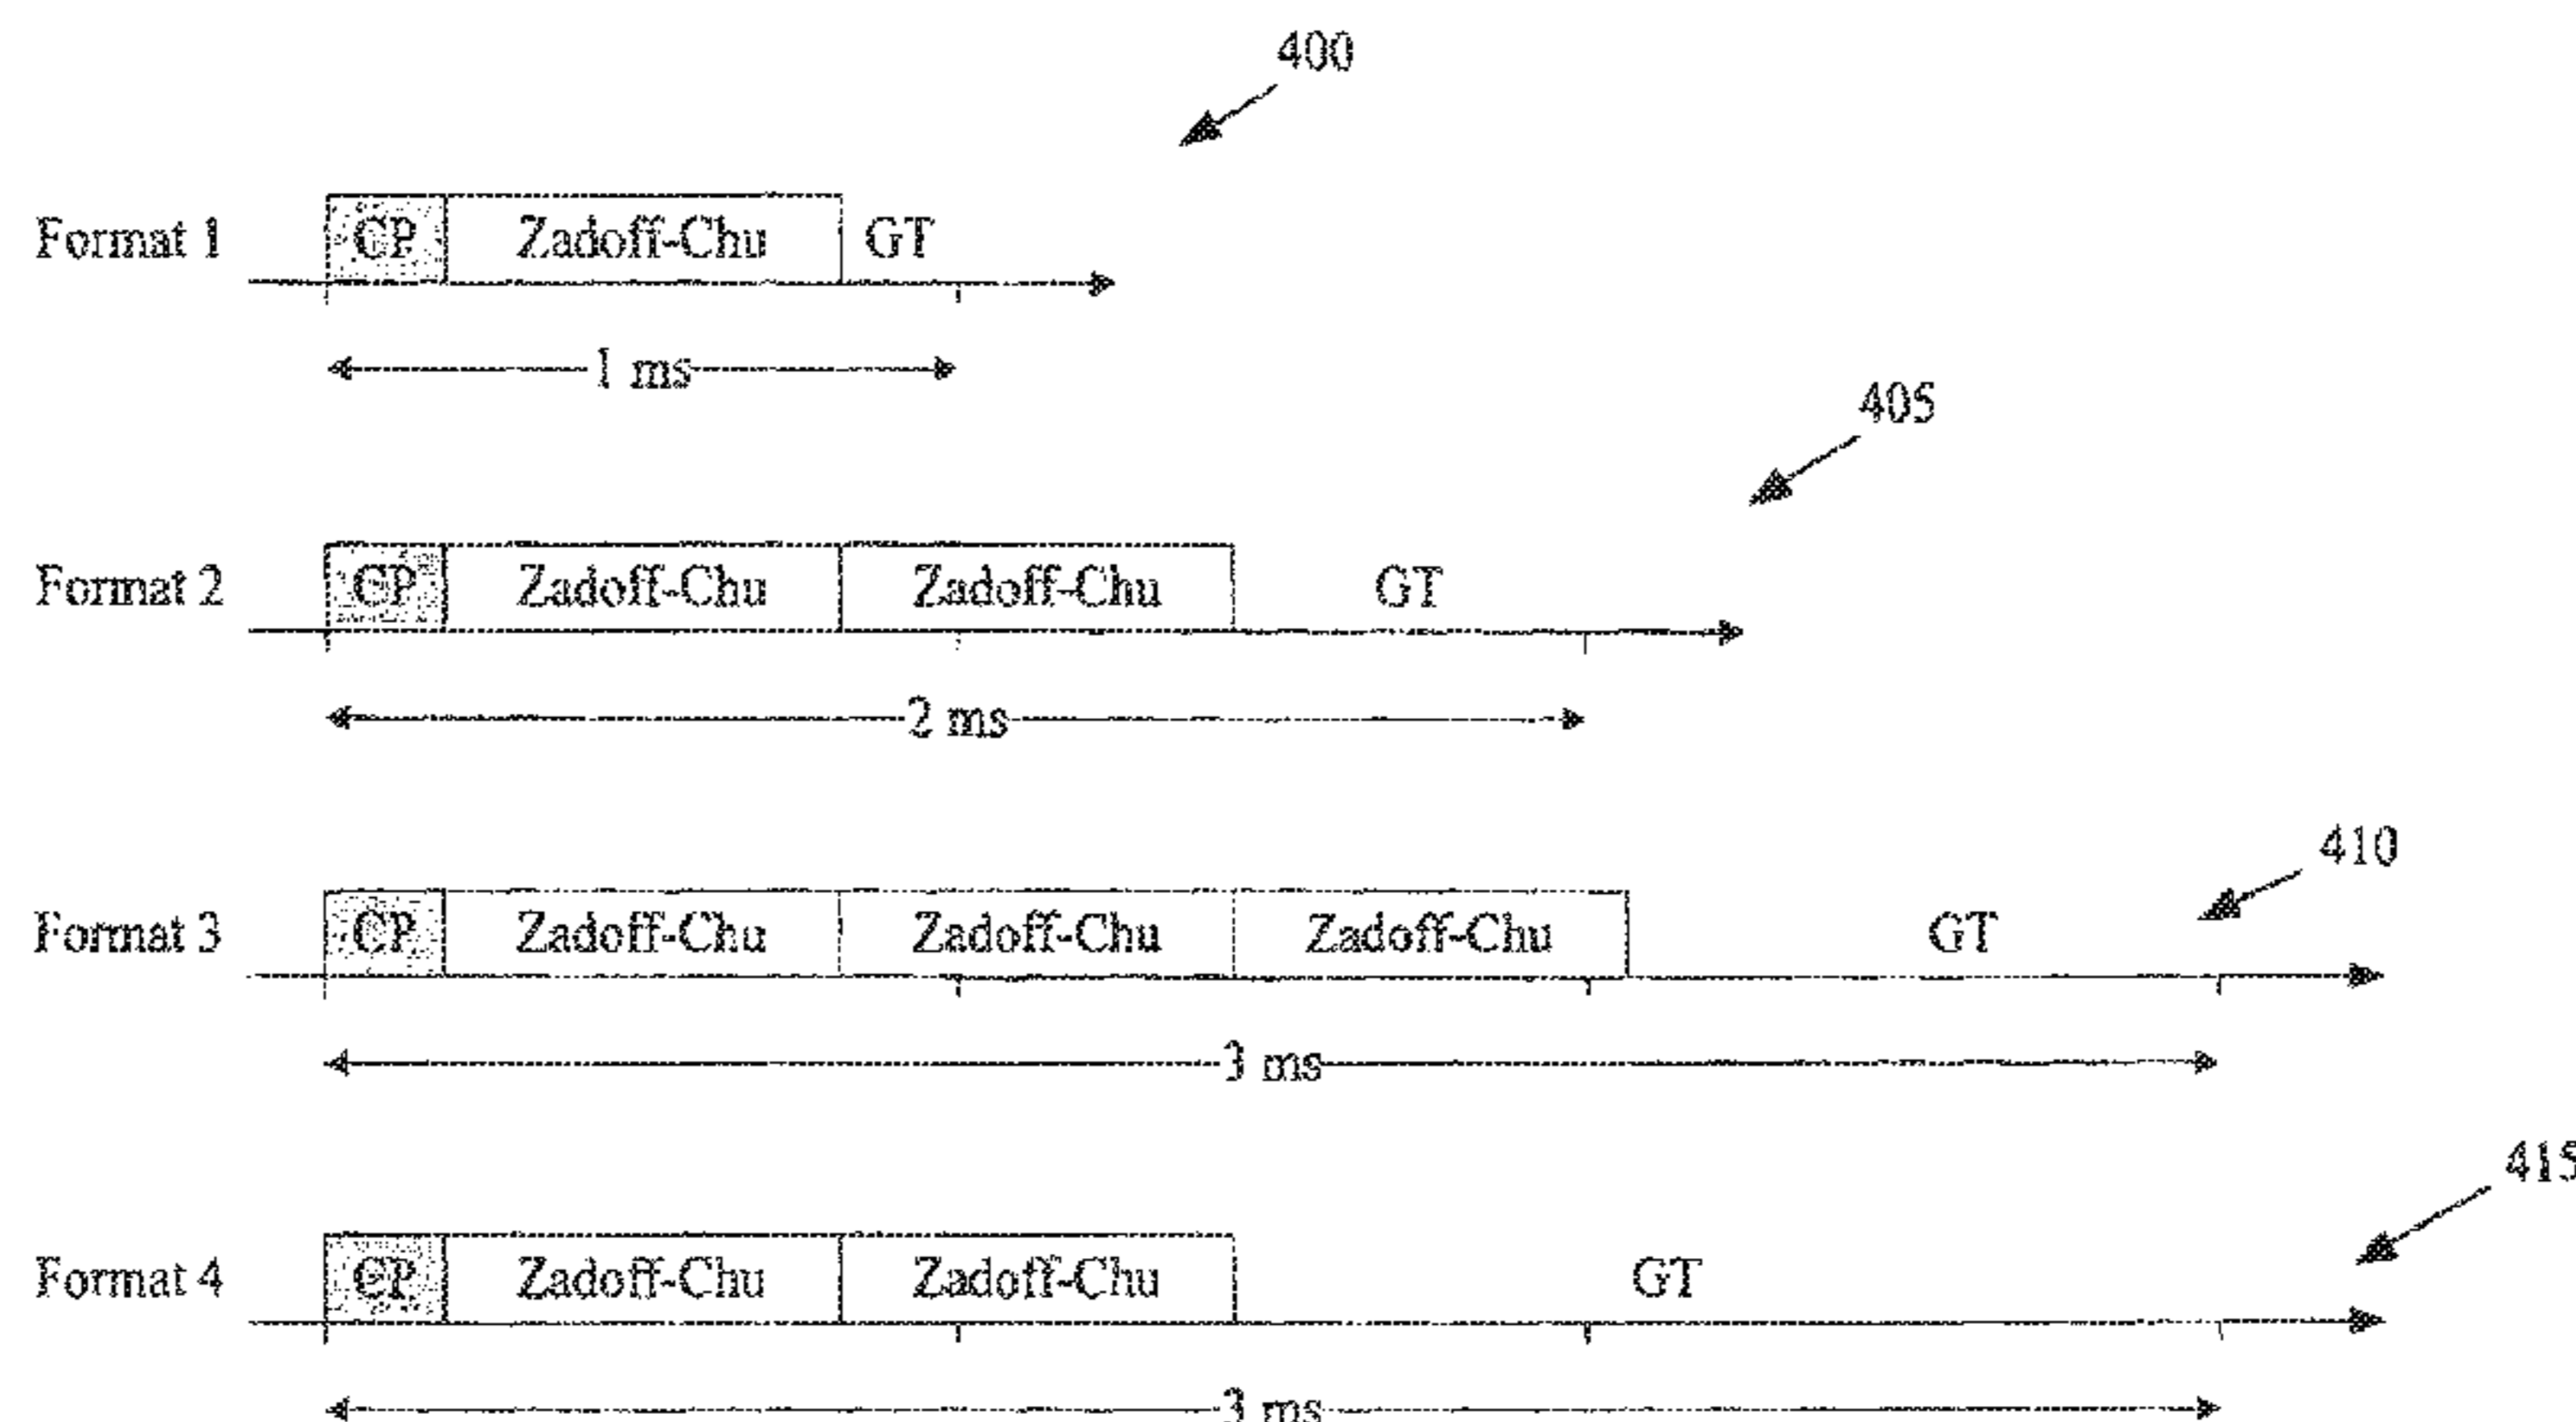 400
Format 1 CP Zadoff-Chu GT
1 ms
405
Format 2 CP Zadoff-Chu Zadoff-Chu GT
2 ms
410
Format 3 CP Zadoff-Chu Zadoff-Chu Zadoff-Chu GT
3 ms
415
Format 4 CP Zadoff-Chu Zadoff-Chu GT
3 ms